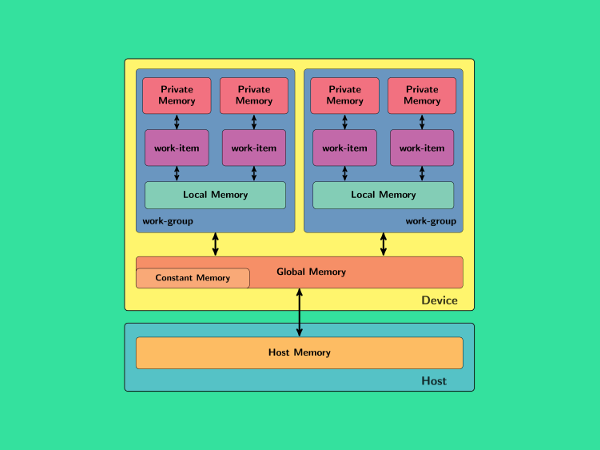 Private Private Private Private
Memory Memory Memory Memory
work-item work-item work-item work-item
Local Memory Local Memory
work-group work-group
Global Memory
Constant Memory
Device
Host Memory
Host